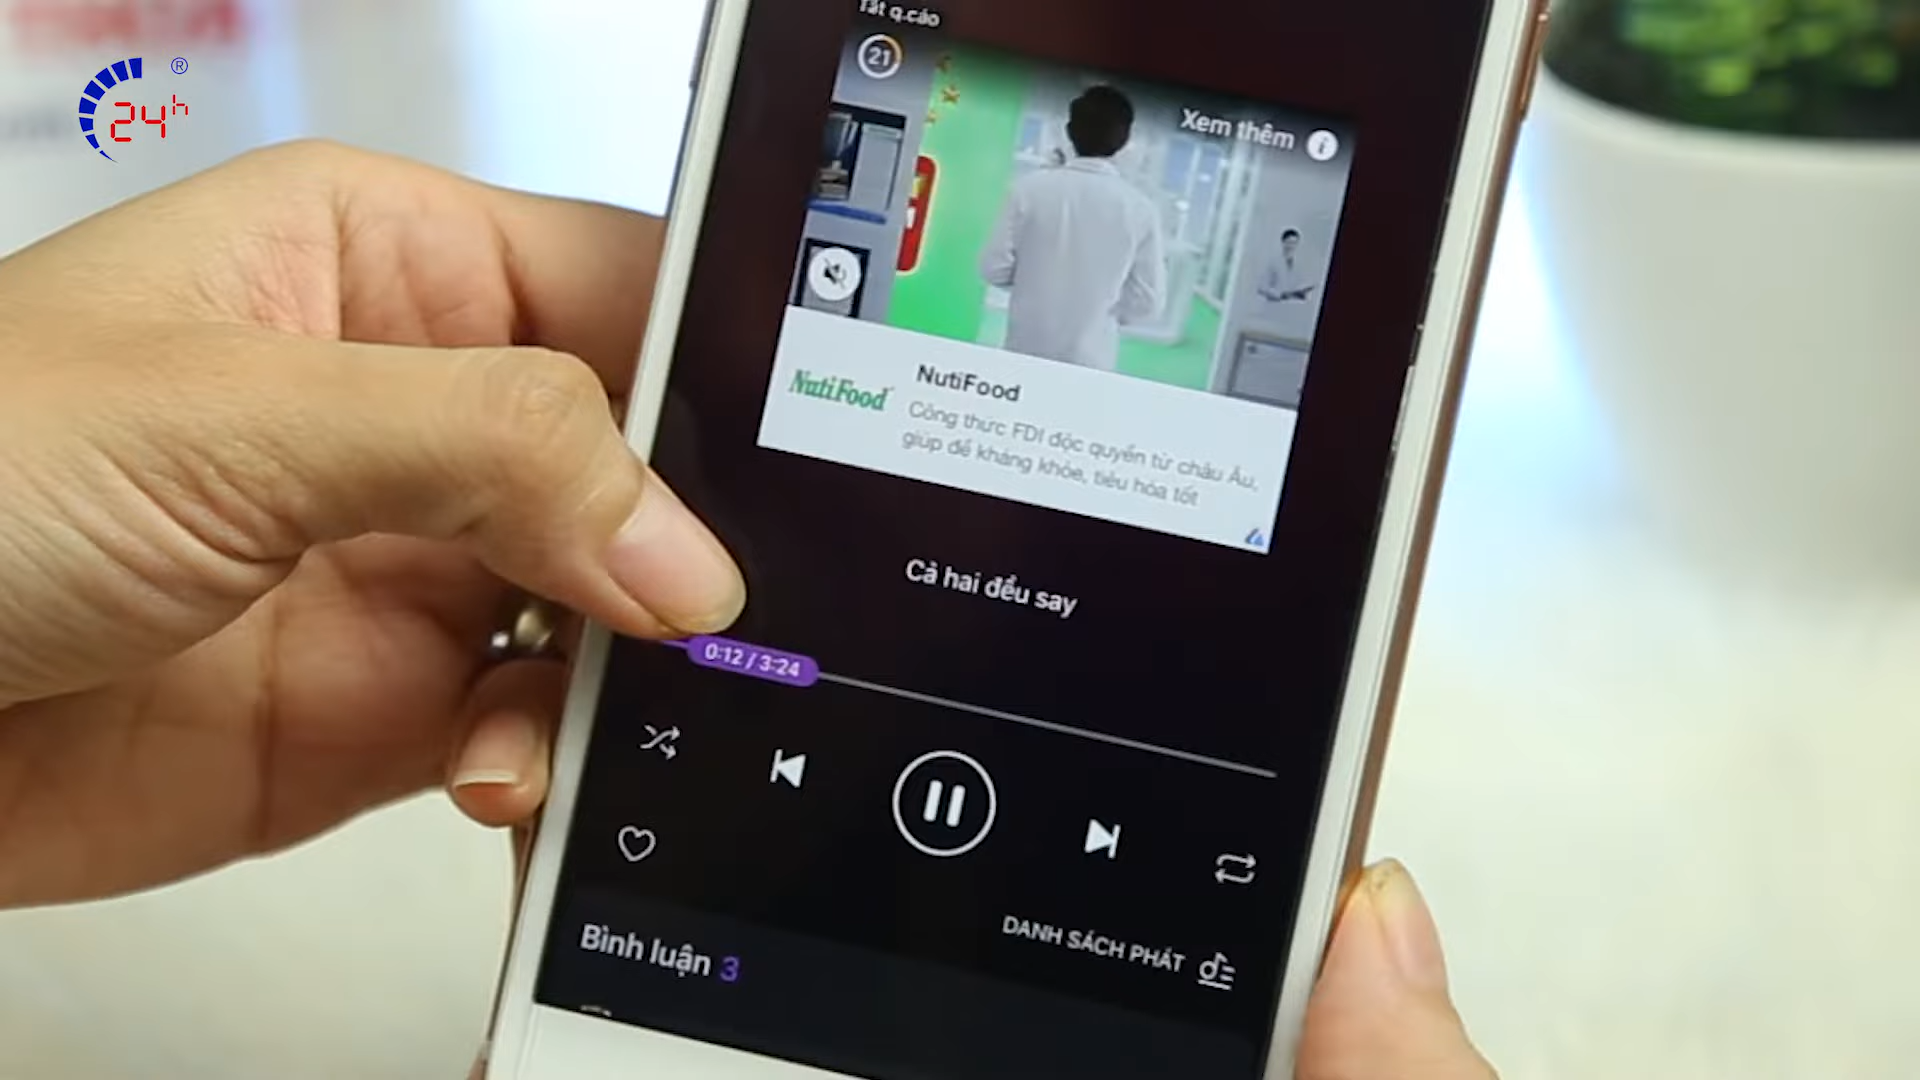 24h
®
Tắt q.cáo
21
Xem thêm
NutiFood
NutiFood
Công thức FDI độc quyền từ châu Âu,
giúp đề kháng khỏe, tiêu hóa tốt
Cả hai đều say
0:12 / 3:24
DANH SÁCH PHÁT
Bình luận 3